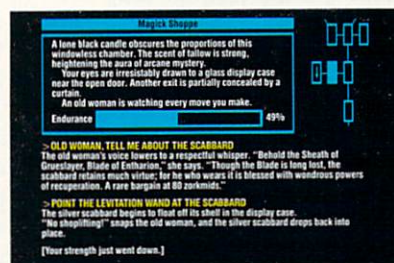 Magick Shoppe
A lone black candle obscures the proportions of this
windowless chamber. The scent of tallow is strong,
heightening the aura of arcane mystery.
Your eyes are irresistably drawn to a glass display case
near the open door. Another exit is partially concealed by a
curtain.
An old woman is watching every move you make.
Endurance 49%
>OLD WOMAN, TELL ME ABOUT THE SCABBARD
The old woman's voice lowers to a respectful whisper. "Behold the Sheath of
Grueslayer, Blade of Entharion," she says. "Though the Blade is long lost, the
scabbard retains much virtue; for he who wears it is blessed with wondrous powers
of recuperation. A rare bargain at 80 zorkmids."
>POINT THE LEVITATION WAND AT THE SCABBARD
The silver scabbard begins to float off its shelf in the display case.
"No shoplifting!" snaps the old woman, and the silver scabbard drops back into
place.
[Your strength just went down.]